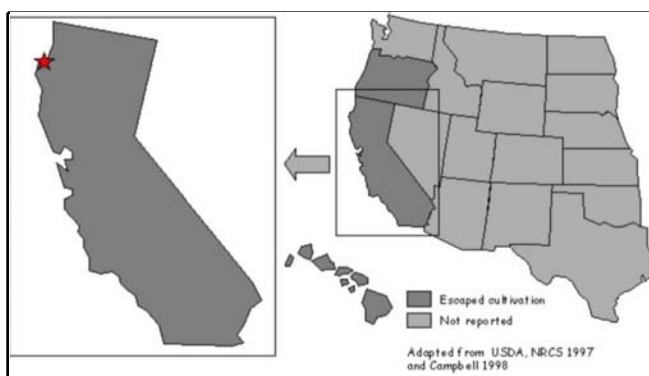 Escaped cultivation
Not reported
Adapted from USDA, NRCS 1997
and Campbell 1998